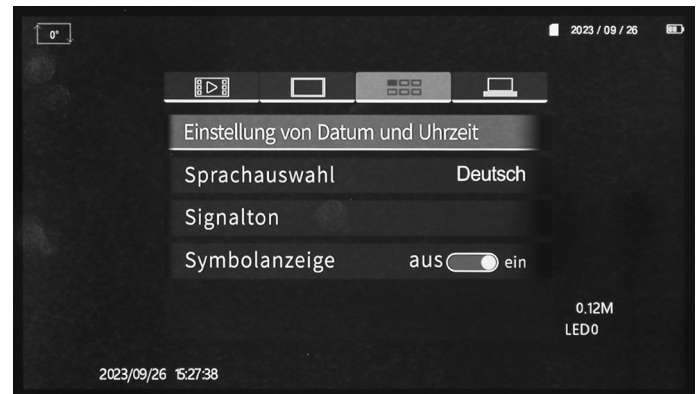 0°
2023 / 09 / 26
Einstellung von Datum und Uhrzeit
Sprachauswahl Deutsch
Signalton
Symbolanzeige aus ein
0.12M
LED0
2023/09/26 15:27:38